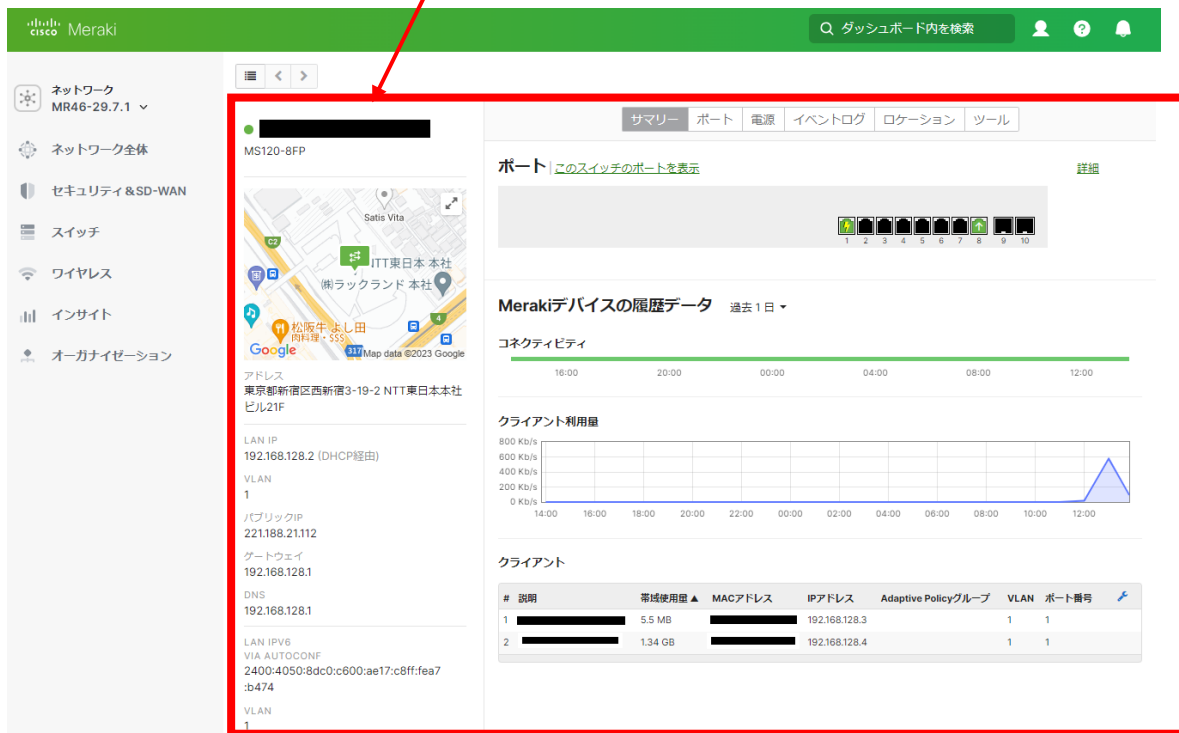 cisco Meraki
ダッシュボード内を検索
ネットワーク
MR46-29.7.1
ネットワーク全体
セキュリティ&SD-WAN
スイッチ
ワイヤレス
インサイト
オーガナイゼーション
MS120-8FP
Satis Vita
C2
NTT東日本 本社
㈱ラックランド 本社
松阪牛 よし田
肉料理・SSS
4
317
Google
Map data ©2023 Google
アドレス
東京都新宿区西新宿3-19-2 NTT東日本本社
ビル21F
LAN IP
192.168.128.2 (DHCP経由)
VLAN
1
パブリックIP
221.188.21.112
ゲートウェイ
192.168.128.1
DNS
192.168.128.1
LAN IPV6
VIA AUTOCONF
2400:4050:8dc0:c600:ae17:c8ff:fea7
:b474
VLAN
1
サマリー ポート 電源 イベントログ ロケーション ツール
ポート | このスイッチのポートを表示 詳細
1 2 3 4 5 6 7 8 9 10
Merakiデバイスの履歴データ 過去1日
コネクティビティ
16:00 20:00 00:00 04:00 08:00 12:00
クライアント利用量
800 Kb/s
600 Kb/s
400 Kb/s
200 Kb/s
0 Kb/s
14:00 16:00 18:00 20:00 22:00 00:00 02:00 04:00 06:00 08:00 10:00 12:00
クライアント
# 説明 帯域使用量▲ MACアドレス IPアドレス Adaptive Policyグループ VLAN ポート番号
1 5.5 MB 192.168.128.3 1 1
2 1.34 GB 192.168.128.4 1 1